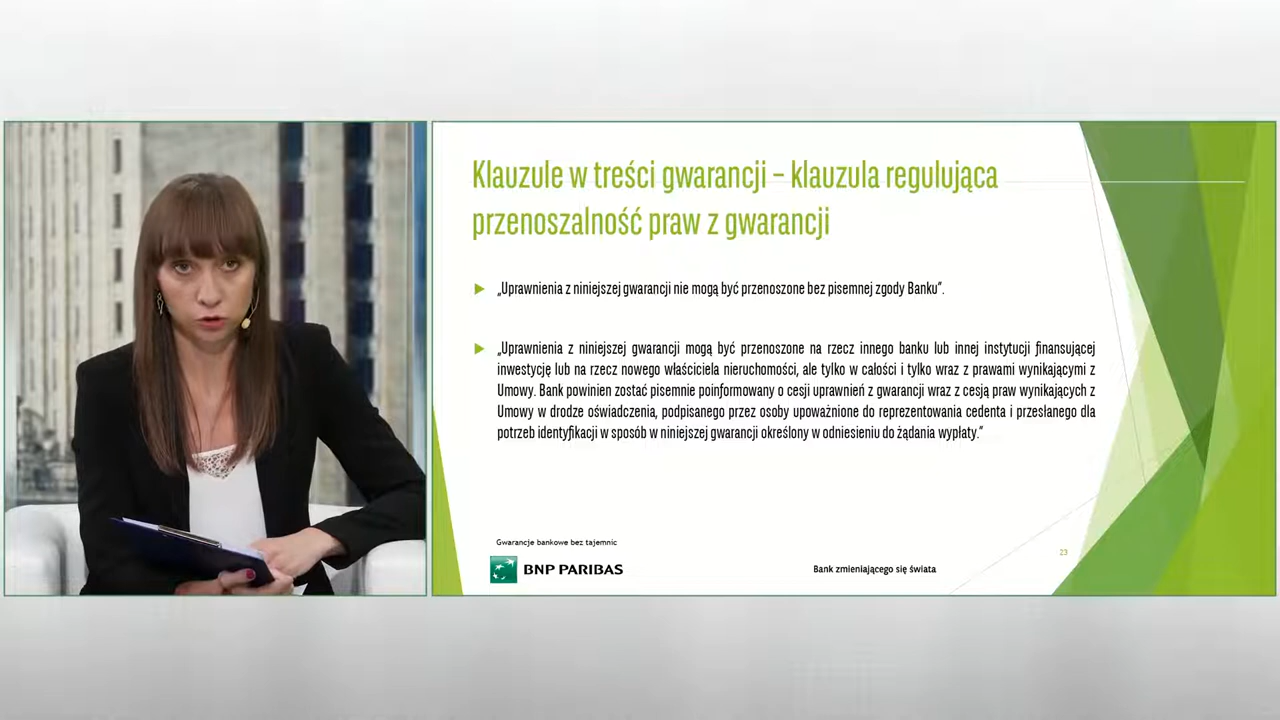 Klauzule w treści gwarancji – klauzula regulująca
przenoszalność praw z gwarancji
„Uprawnienia z niniejszej gwarancji nie mogą być przenoszone bez pisemnej zgody Banku”.
„Uprawnienia z niniejszej gwarancji mogą być przenoszone na rzecz innego banku lub innej instytucji finansującej
inwestycję lub na rzecz nowego właściciela nieruchomości, ale tylko w całości i tylko wraz z prawami wynikającymi z
Umowy. Bank powinien zostać pisemnie poinformowany o cesji uprawnień z gwarancji wraz z cesją praw wynikających z
Umowy w drodze oświadczenia, podpisanego przez osoby upoważnione do reprezentowania cedenta i przesłanego dla
potrzeb identyfikacji w sposób w niniejszej gwarancji określony w odniesieniu do żądania wypłaty.”
Gwarancje bankowe bez tajemnic
23
BNP PARIBAS
Bank zmieniającego się świata